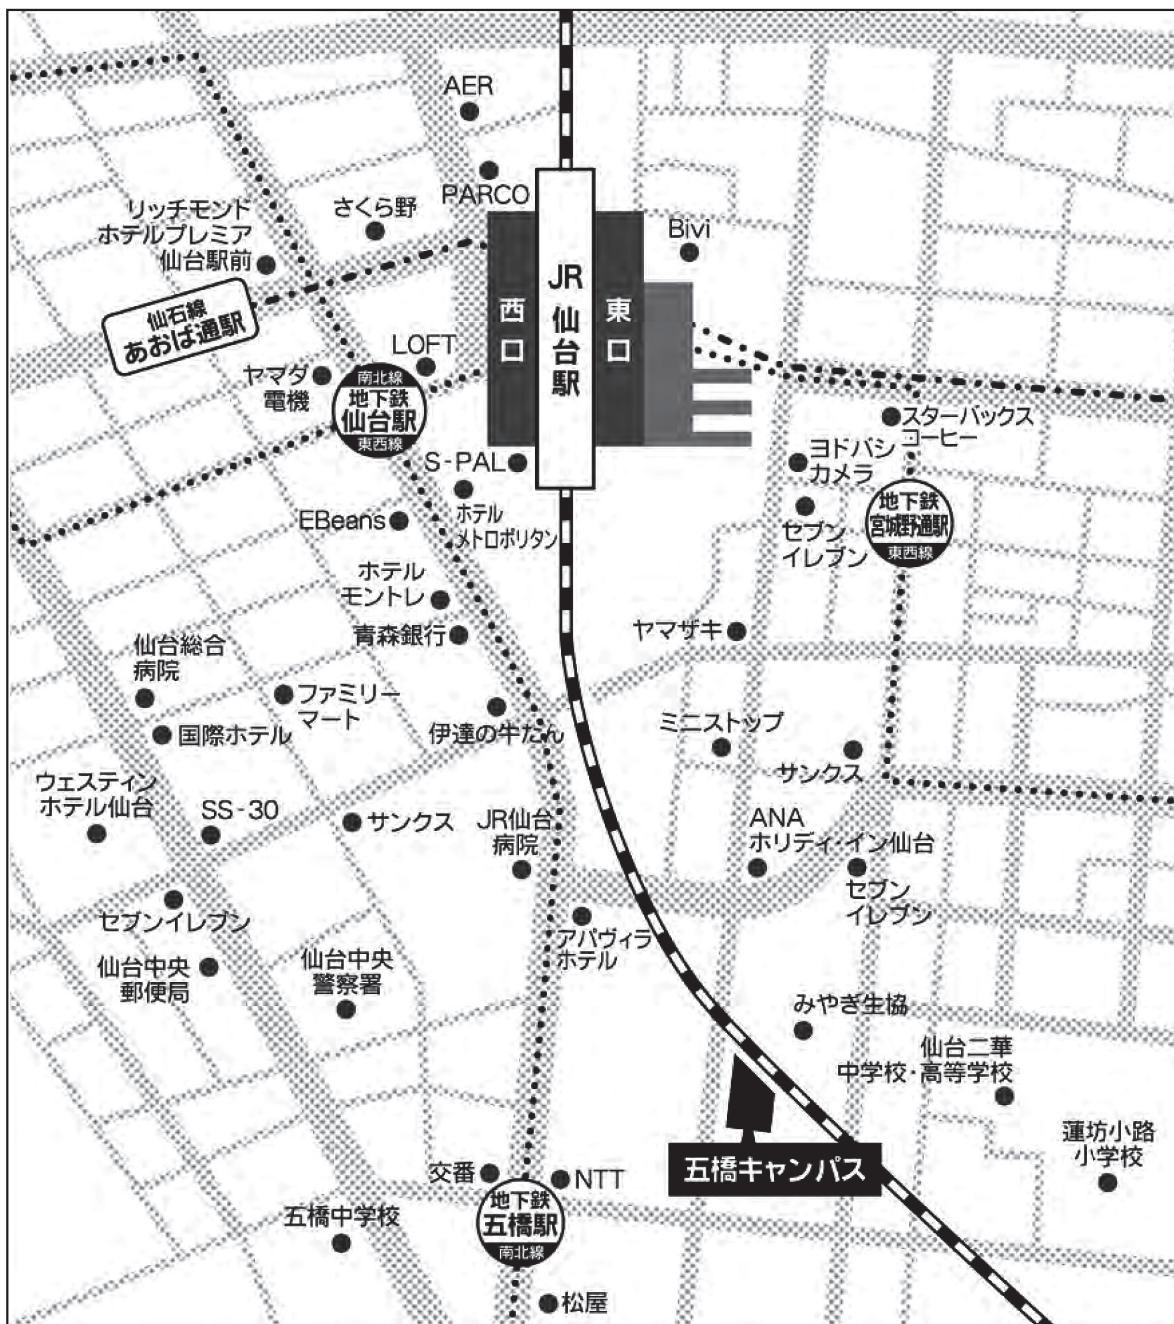 AER
PARCO
リッチモンド
ホテルプレミア
仙台駅前
さくら野
Bivi
JR
仙台駅
西口
東口
仙石線
あおば通駅
LOFT
ヤマダ
電機
南北線
地下鉄
仙台駅
東西線
スターバックス
コーヒー
ヨドバシ
カメラ
S-PAL
ホテル
メトロポリタン
EBeans
セブン
イレブン
地下鉄
宮城野通駅
東西線
ホテル
モントレ
青森銀行
ヤマザキ
仙台総合
病院
ファミリー
マート
国際ホテル
伊達の牛たん
ミニストップ
サンクス
ウェスティン
ホテル仙台
SS-30
サンクス
JR仙台
病院
ANA
ホリディ・イン仙台
セブン
イレブン
セブンイレブン
アパヴィラ
ホテル
仙台中央
郵便局
仙台中央
警察署
みやぎ生協
仙台二華
中学校・高等学校
蓮坊小路
小学校
五橋キャンパス
交番
NTT
地下鉄
五橋駅
南北線
五橋中学校
松屋